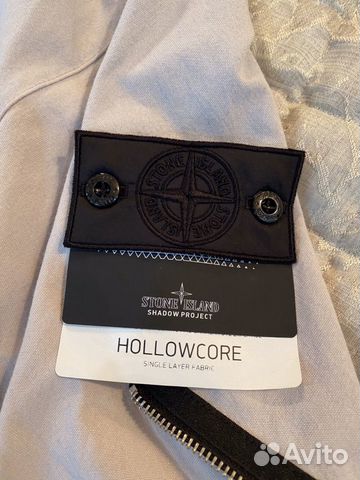 STONE ISLAND
STONE ISLAND
STONE ISLAND
SHADOW PROJECT
HOLLOWCORE
SINGLE LAYER FABRIC
Avito